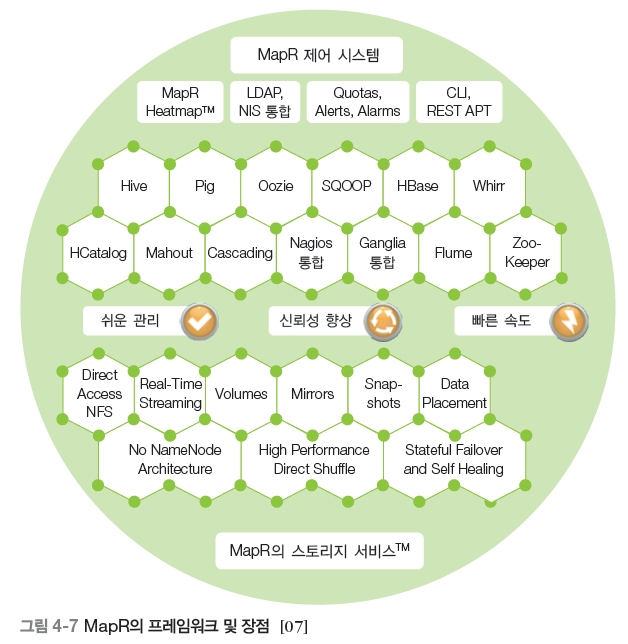 MapR 제어 시스템
MapR
Heatmap™
LDAP,
NIS 통합
Quotas,
Alerts, Alarms
CLI,
REST APT
Hive
Pig
Oozie
SQOOP
HBase
Whirr
HCatalog
Mahout
Cascading
Nagios
통합
Ganglia
통합
Flume
Zoo-
Keeper
쉬운 관리
신뢰성 향상
빠른 속도
Direct
Access
NFS
Real-Time
Streaming
Volumes
Mirrors
Snap-
shots
Data
Placement
No NameNode
Architecture
High Performance
Direct Shuffle
Stateful Failover
and Self Healing
MapR의 스토리지 서비스™
그림 4-7 MapR의 프레임워크 및 장점 [07]